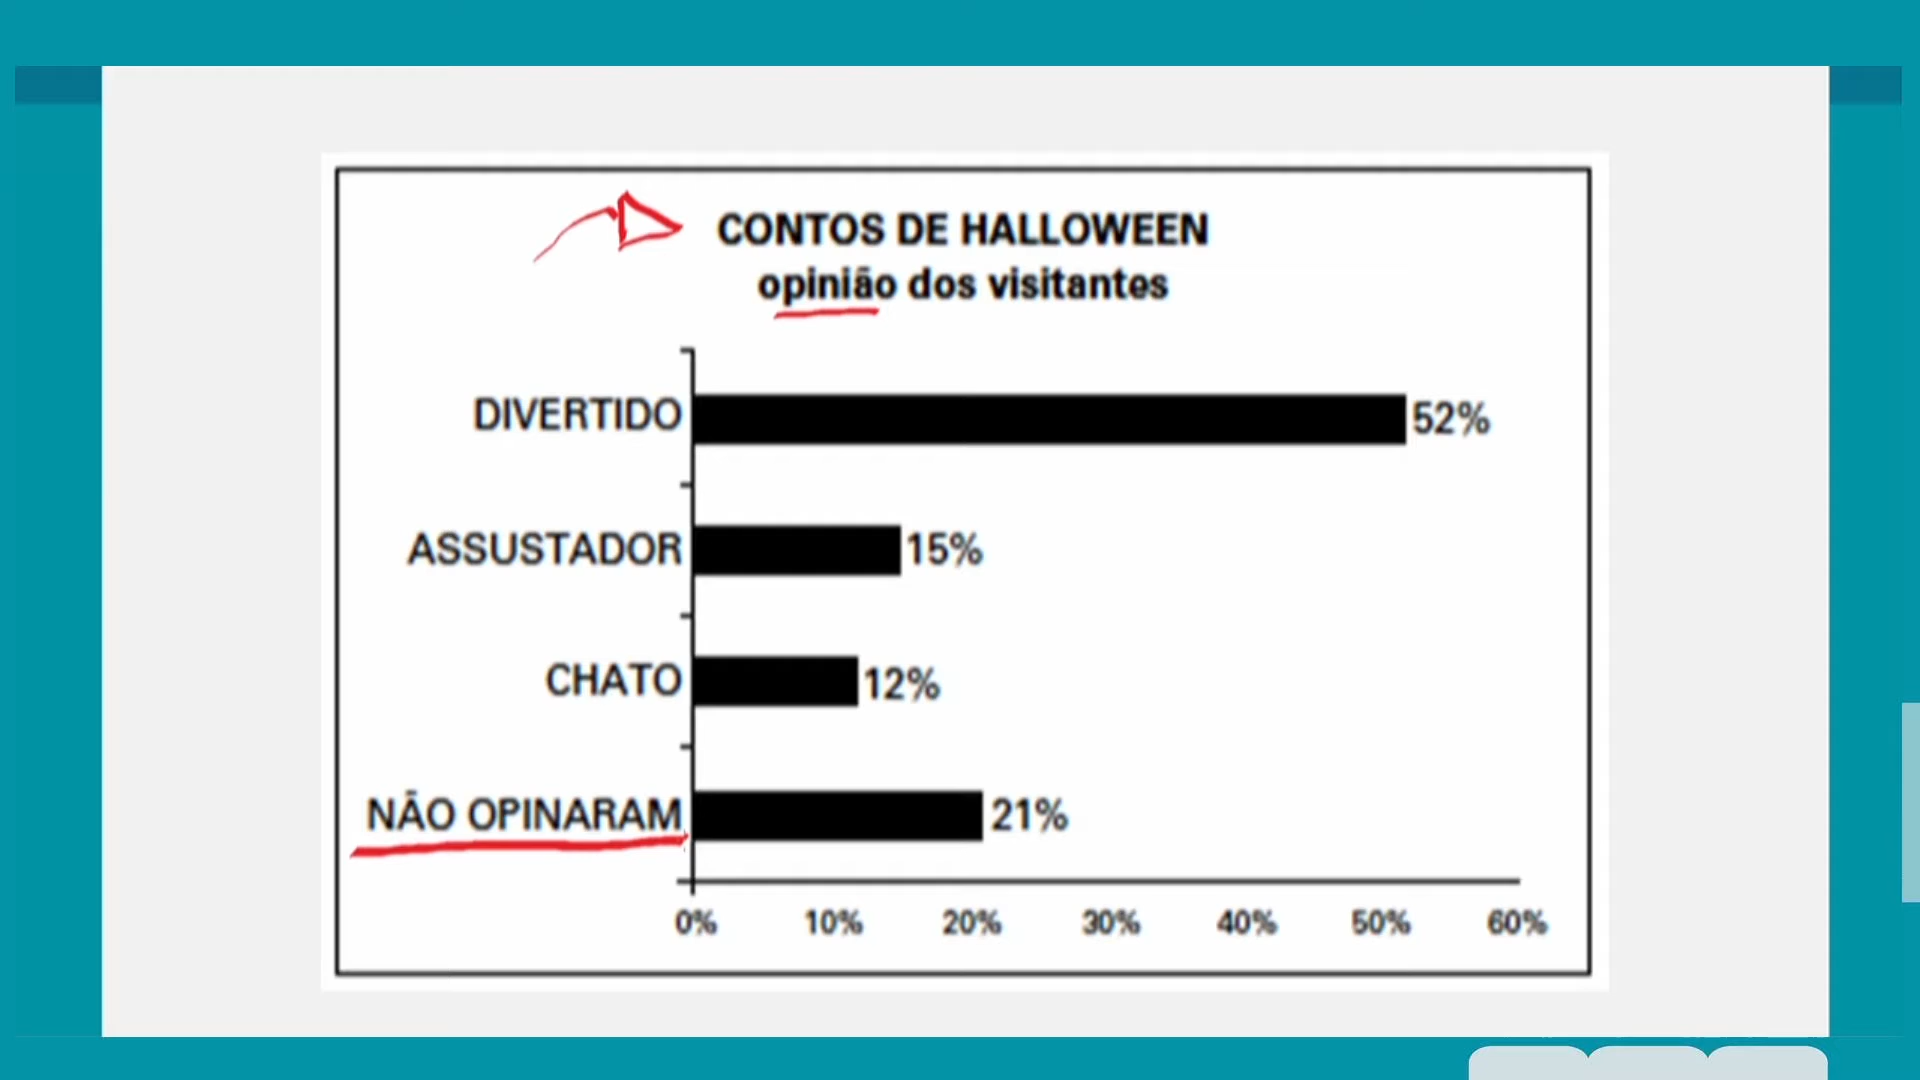 CONTOS DE HALLOWEEN
opinião dos visitantes
DIVERTIDO 52%
ASSUSTADOR 15%
CHATO 12%
NÃO OPINARAM 21%
0% 10% 20% 30% 40% 50% 60%